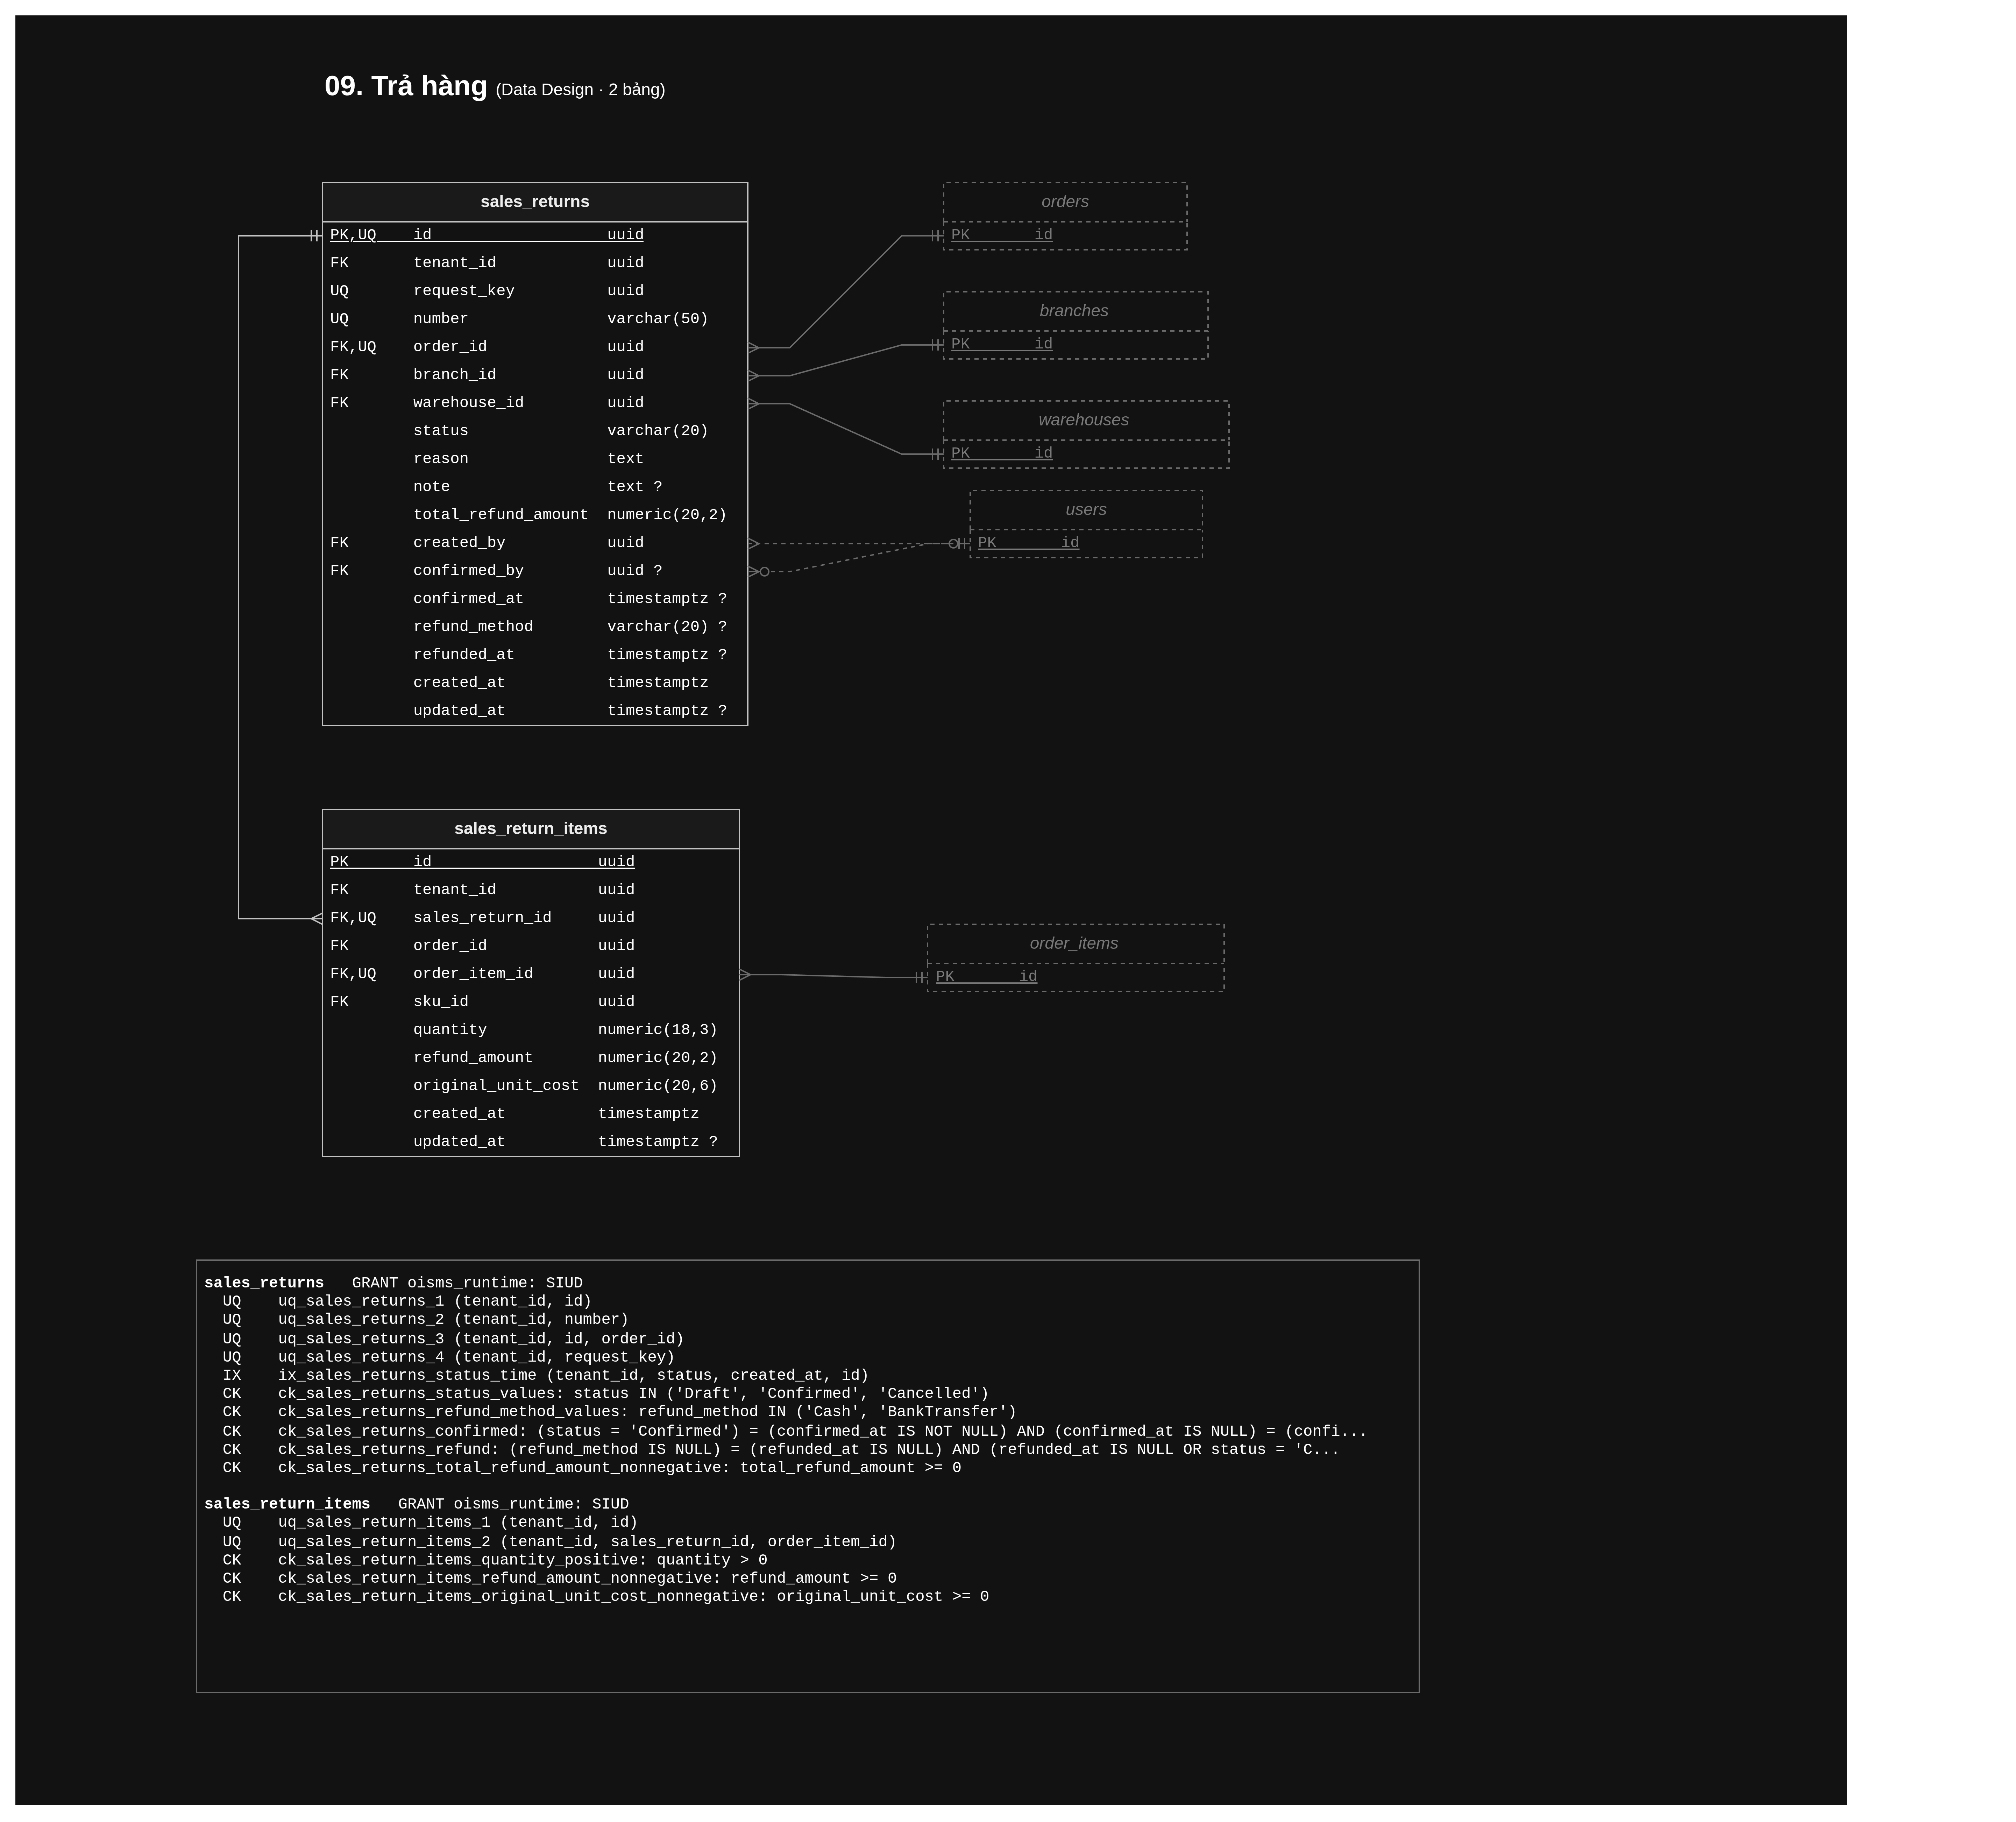 09. Trả hàng (Data Design · 2 bảng)
sales_returns
PK,UQ id uuid
FK tenant_id uuid
UQ request_key uuid
UQ number varchar(50)
FK,UQ order_id uuid
FK branch_id uuid
FK warehouse_id uuid
status varchar(20)
reason text
note text ?
total_refund_amount numeric(20,2)
FK created_by uuid
FK confirmed_by uuid ?
confirmed_at timestamptz ?
refund_method varchar(20) ?
refunded_at timestamptz ?
created_at timestamptz
updated_at timestamptz ?
orders
PK id
branches
PK id
warehouses
PK id
users
PK id
sales_return_items
PK id uuid
FK tenant_id uuid
FK,UQ sales_return_id uuid
FK order_id uuid
FK,UQ order_item_id uuid
FK sku_id uuid
quantity numeric(18,3)
refund_amount numeric(20,2)
original_unit_cost numeric(20,6)
created_at timestamptz
updated_at timestamptz ?
order_items
PK id
sales_returns GRANT oisms_runtime: SIUD
UQ uq_sales_returns_1 (tenant_id, id)
UQ uq_sales_returns_2 (tenant_id, number)
UQ uq_sales_returns_3 (tenant_id, id, order_id)
UQ uq_sales_returns_4 (tenant_id, request_key)
IX ix_sales_returns_status_time (tenant_id, status, created_at, id)
CK ck_sales_returns_status_values: status IN ('Draft', 'Confirmed', 'Cancelled')
CK ck_sales_returns_refund_method_values: refund_method IN ('Cash', 'BankTransfer')
CK ck_sales_returns_confirmed: (status = 'Confirmed') = (confirmed_at IS NOT NULL) AND (confirmed_at IS NULL) = (confi...
CK ck_sales_returns_refund: (refund_method IS NULL) = (refunded_at IS NULL) AND (refunded_at IS NULL OR status = 'C...
CK ck_sales_returns_total_refund_amount_nonnegative: total_refund_amount >= 0
sales_return_items GRANT oisms_runtime: SIUD
UQ uq_sales_return_items_1 (tenant_id, id)
UQ uq_sales_return_items_2 (tenant_id, sales_return_id, order_item_id)
CK ck_sales_return_items_quantity_positive: quantity > 0
CK ck_sales_return_items_refund_amount_nonnegative: refund_amount >= 0
CK ck_sales_return_items_original_unit_cost_nonnegative: original_unit_cost >= 0